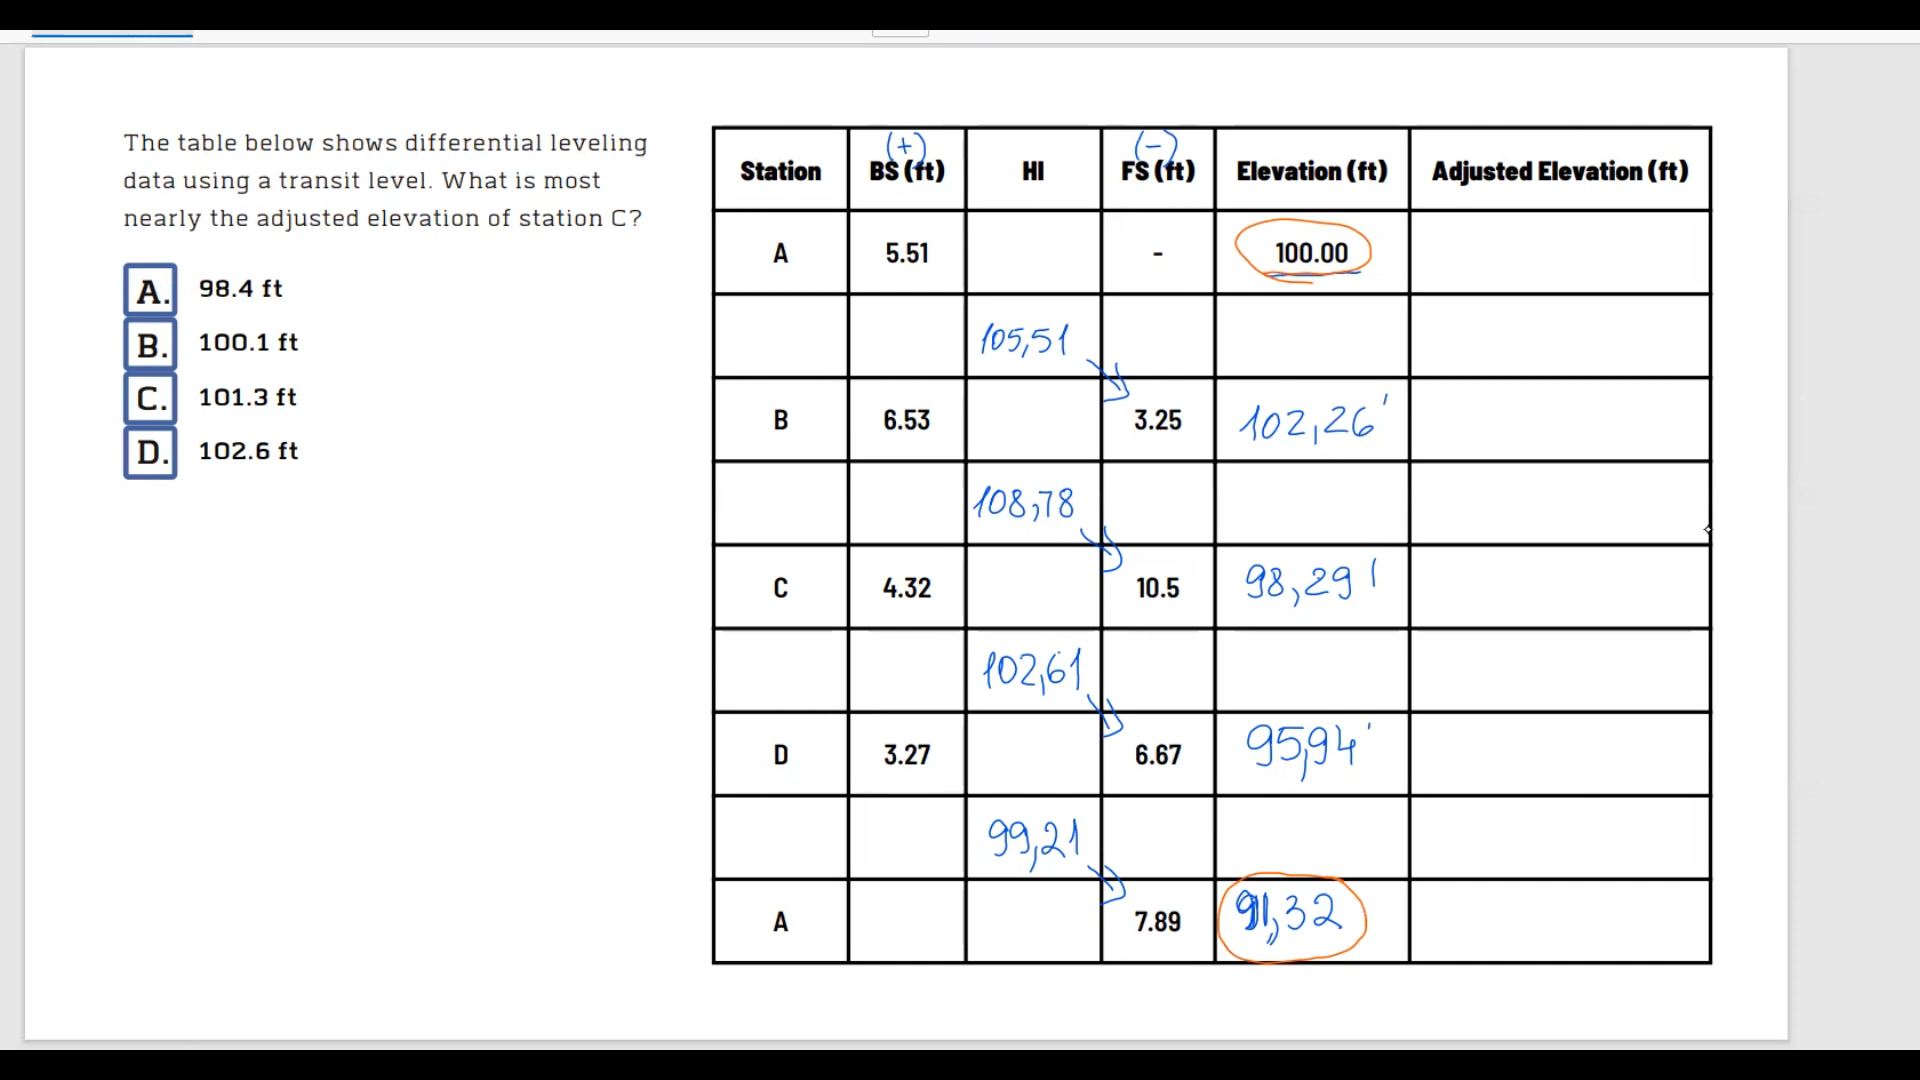 The table below shows differential leveling
data using a transit level. What is most
nearly the adjusted elevation of station C?
A. 98.4 ft
B. 100.1 ft
C. 101.3 ft
D. 102.6 ft
(+) (-)
Station BS (ft) HI FS (ft) Elevation (ft) Adjusted Elevation (ft)
A 5.51 - 100.00
105,51
B 6.53 3.25 102,26'
108,78
C 4.32 10.5 98,29'
102,61
D 3.27 6.67 95,94'
99,21
A 7.89 91,32